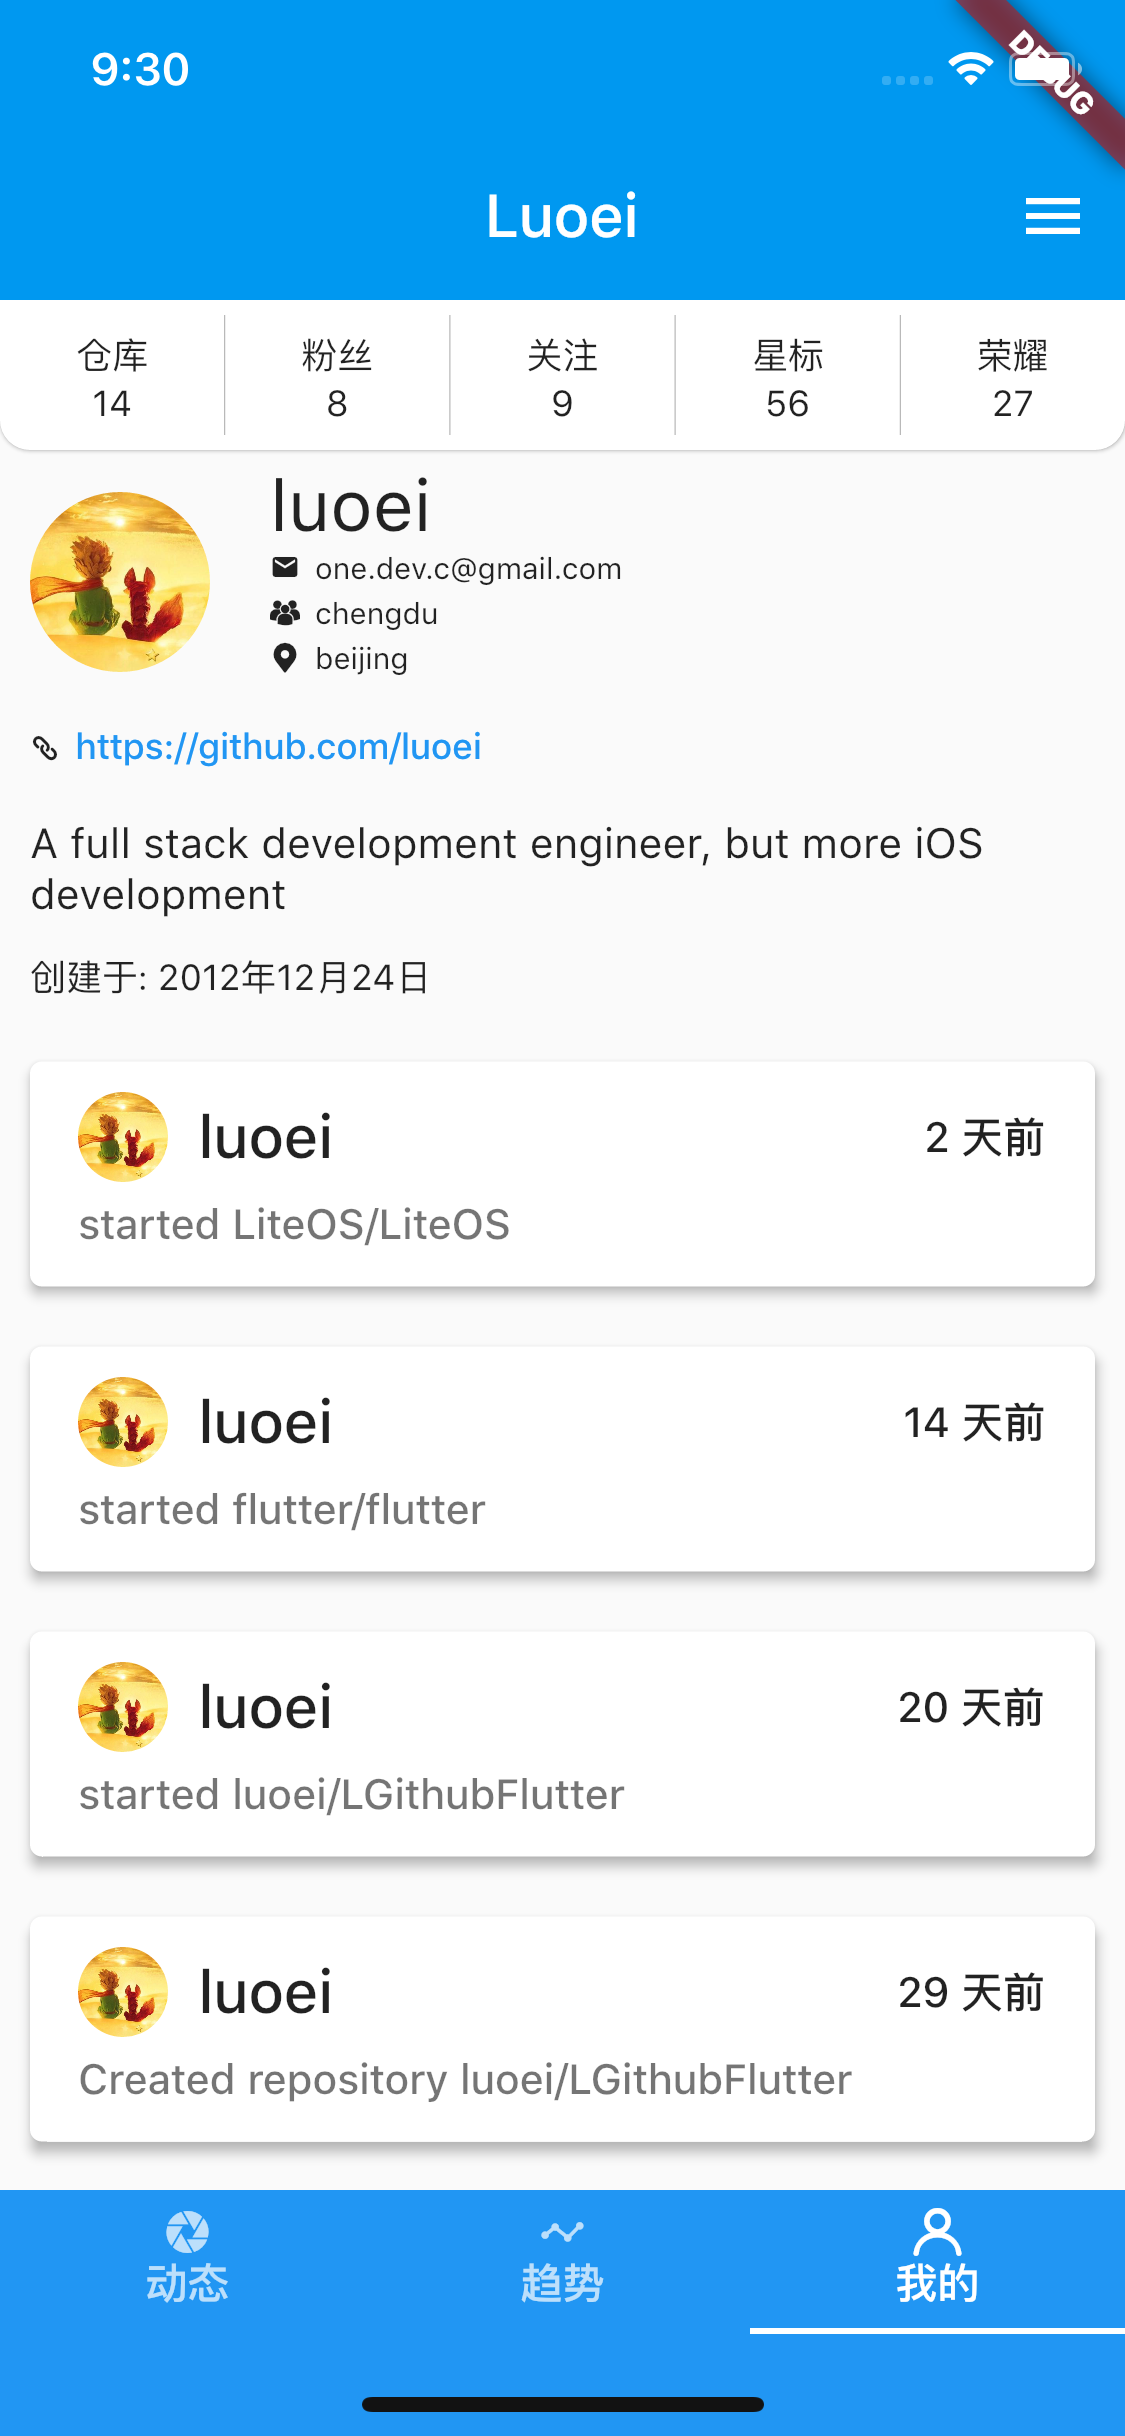 9:30
DEBUG
Luoei
仓库 粉丝 关注 星标 荣耀
14 8 9 56 27
luoei
one.dev.c@gmail.com
chengdu
beijing
https://github.com/luoei
A full stack development engineer, but more iOS
development
创建于: 2012年12月24日
luoei 2 天前
started LiteOS/LiteOS
luoei 14 天前
started flutter/flutter
luoei 20 天前
started luoei/LGithubFlutter
luoei 29 天前
Created repository luoei/LGithubFlutter
动态 趋势 我的